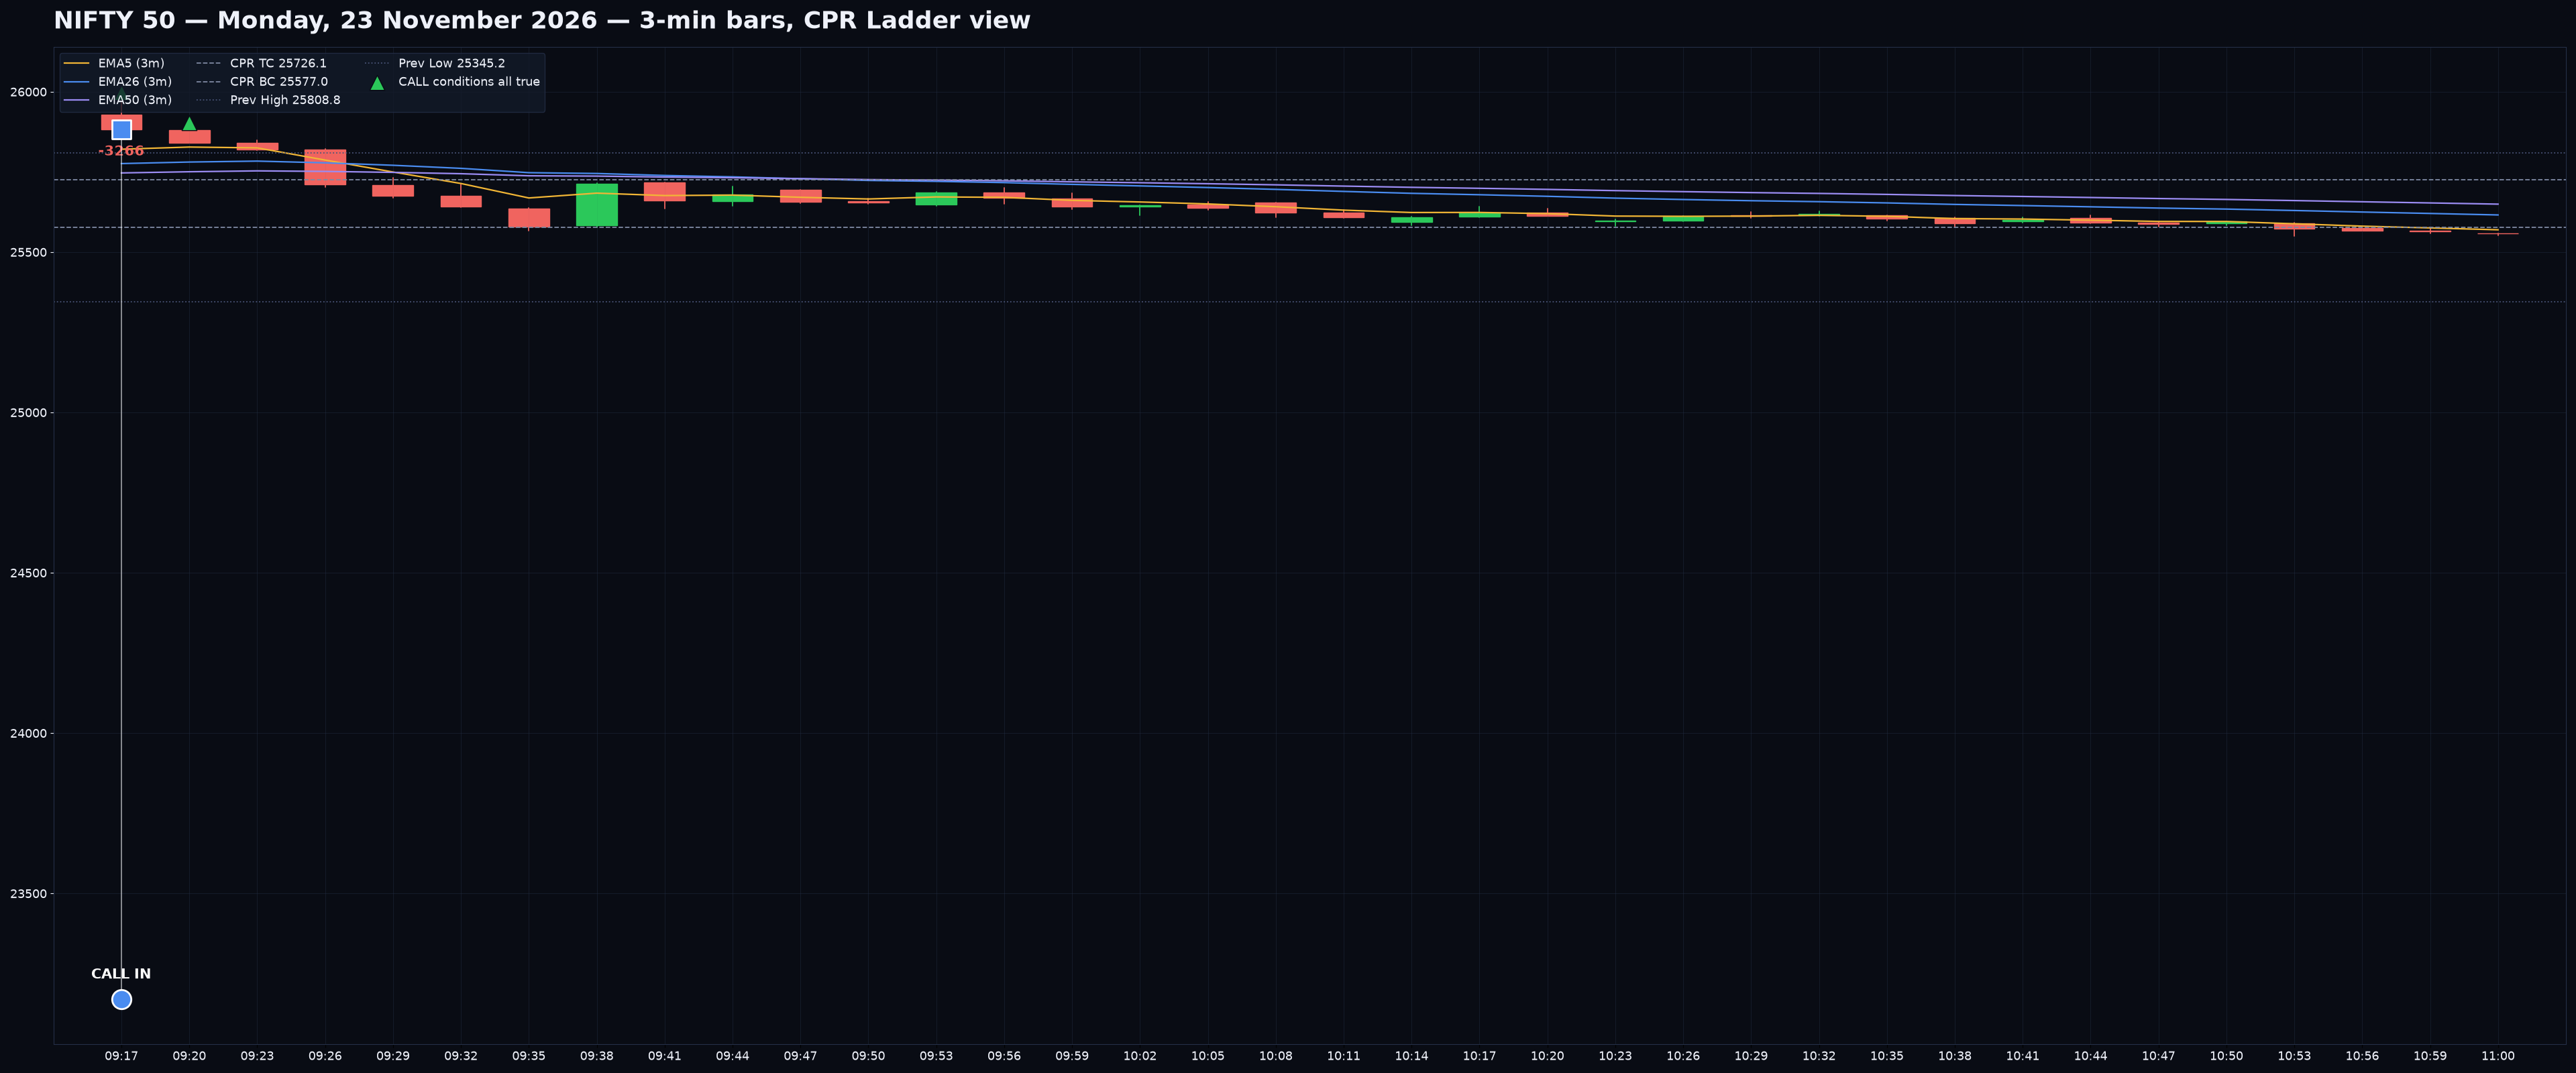 NIFTY 50 — Monday, 23 November 2026 — 3-min bars, CPR Ladder view
EMA5 (3m)
EMA26 (3m)
EMA50 (3m)
CPR TC 25726.1
CPR BC 25577.0
Prev High 25808.8
Prev Low 25345.2
CALL conditions all true
26000
25500
25000
24500
24000
23500
-3266
CALL IN
09:17 09:20 09:23 09:26 09:29 09:32 09:35 09:38 09:41 09:44 09:47 09:50 09:53 09:56 09:59 10:02 10:05 10:08 10:11 10:14 10:17 10:20 10:23 10:26 10:29 10:32 10:35 10:38 10:41 10:44 10:47 10:50 10:53 10:56 10:59 11:00